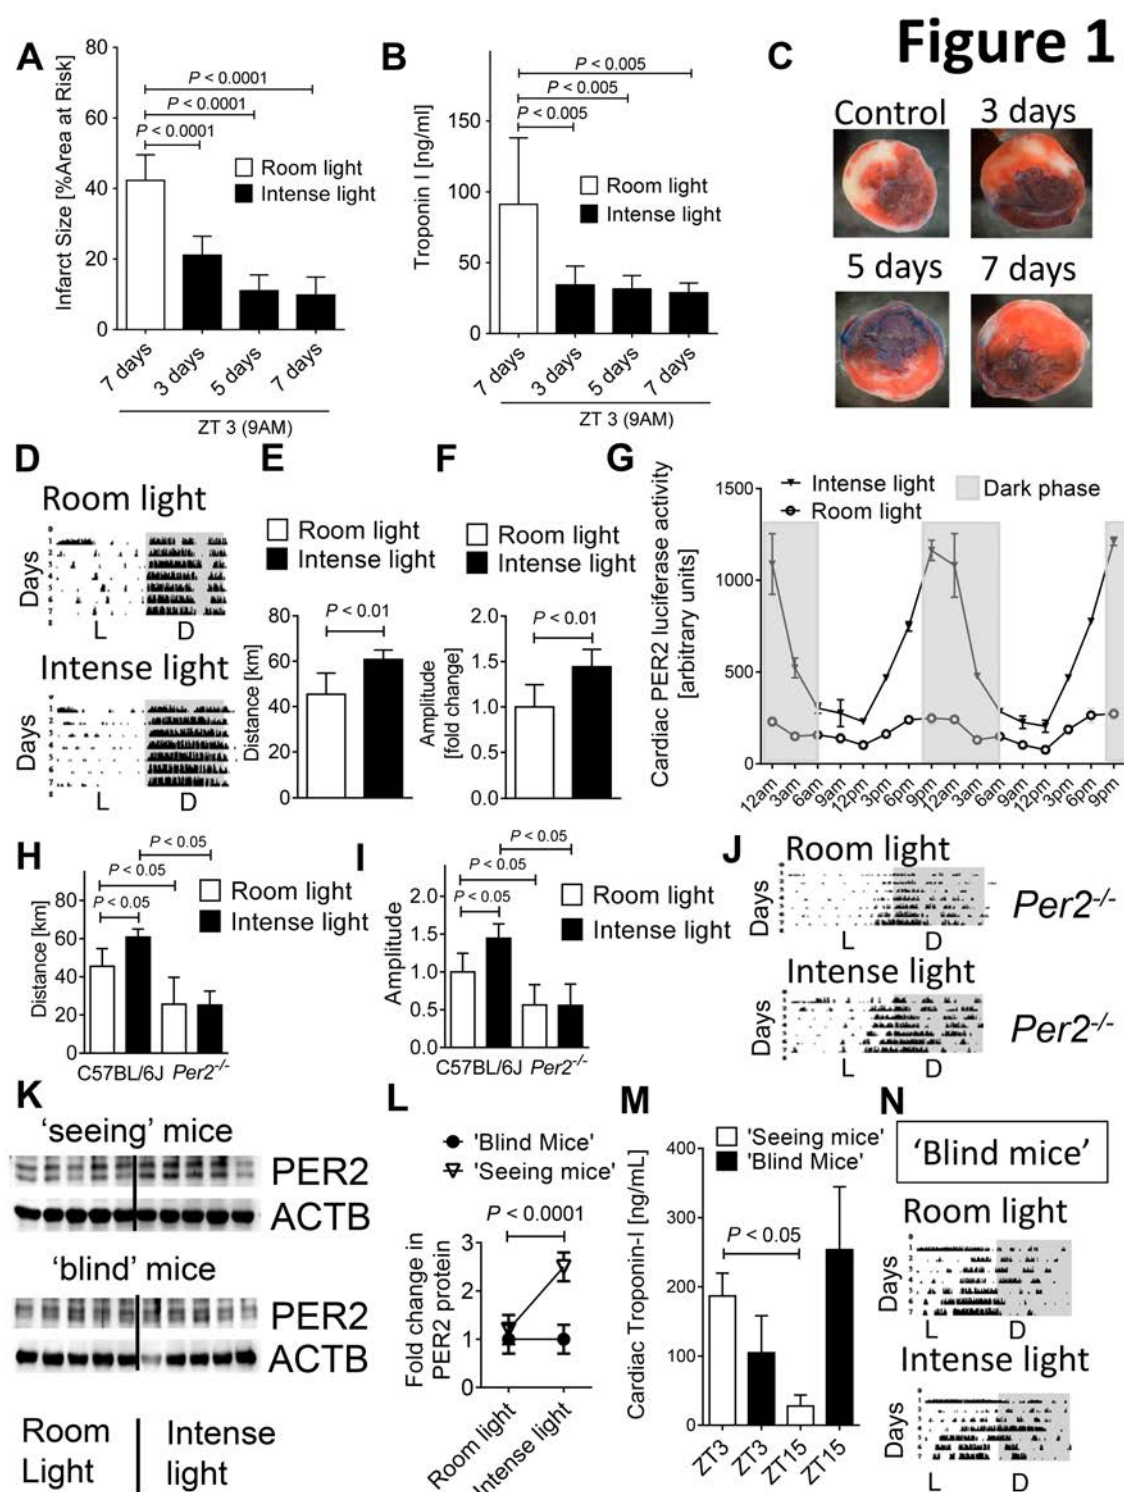 Figure 1
A
Infarct Size [%Area at Risk]
80
60
40
20
0
P < 0.0001
P < 0.0001
P < 0.0001
Room light
Intense light
7 days
3 days
5 days
7 days
ZT 3 (9AM)
B
Troponin I [ng/ml]
150
100
50
0
P < 0.005
P < 0.005
P < 0.005
Room light
Intense light
7 days
3 days
5 days
7 days
ZT 3 (9AM)
C
Control
3 days
5 days
7 days
D
Room light
Days
L
D
Intense light
Days
L
D
E
Room light
Intense light
Distance [km]
80
60
40
20
0
P < 0.01
F
Room light
Intense light
Amplitude
[fold change]
2.0
1.5
1.0
0.5
0.0
P < 0.01
G
Cardiac PER2 luciferase activity
[arbitrary units]
Intense light
Room light
Dark phase
1500
1000
500
0
12am
3am
6am
9am
12pm
3pm
6pm
9pm
12am
3am
6am
9am
12pm
3pm
6pm
9pm
H
Distance [km]
80
60
40
20
0
P < 0.05
P < 0.05
P < 0.05
Room light
Intense light
C57BL/6J
Per2-/-
I
Amplitude
2.0
1.5
1.0
0.5
0.0
P < 0.05
P < 0.05
P < 0.05
Room light
Intense light
C57BL/6J
Per2-/-
J
Room light
Days
L
D
Per2-/-
Intense light
Days
L
D
Per2-/-
K
'seeing' mice
PER2
ACTB
'blind' mice
PER2
ACTB
Room
Light
Intense
light
L
'Blind Mice'
'Seeing mice'
P < 0.0001
Fold change in
PER2 protein
3
2
1
0
Room light
Intense light
M
'Seeing mice'
'Blind Mice'
Cardiac Troponin-I [ng/mL]
400
300
200
100
0
P < 0.05
ZT3
ZT3
ZT15
ZT15
N
'Blind mice'
Room light
Days
L
D
Intense light
Days
L
D